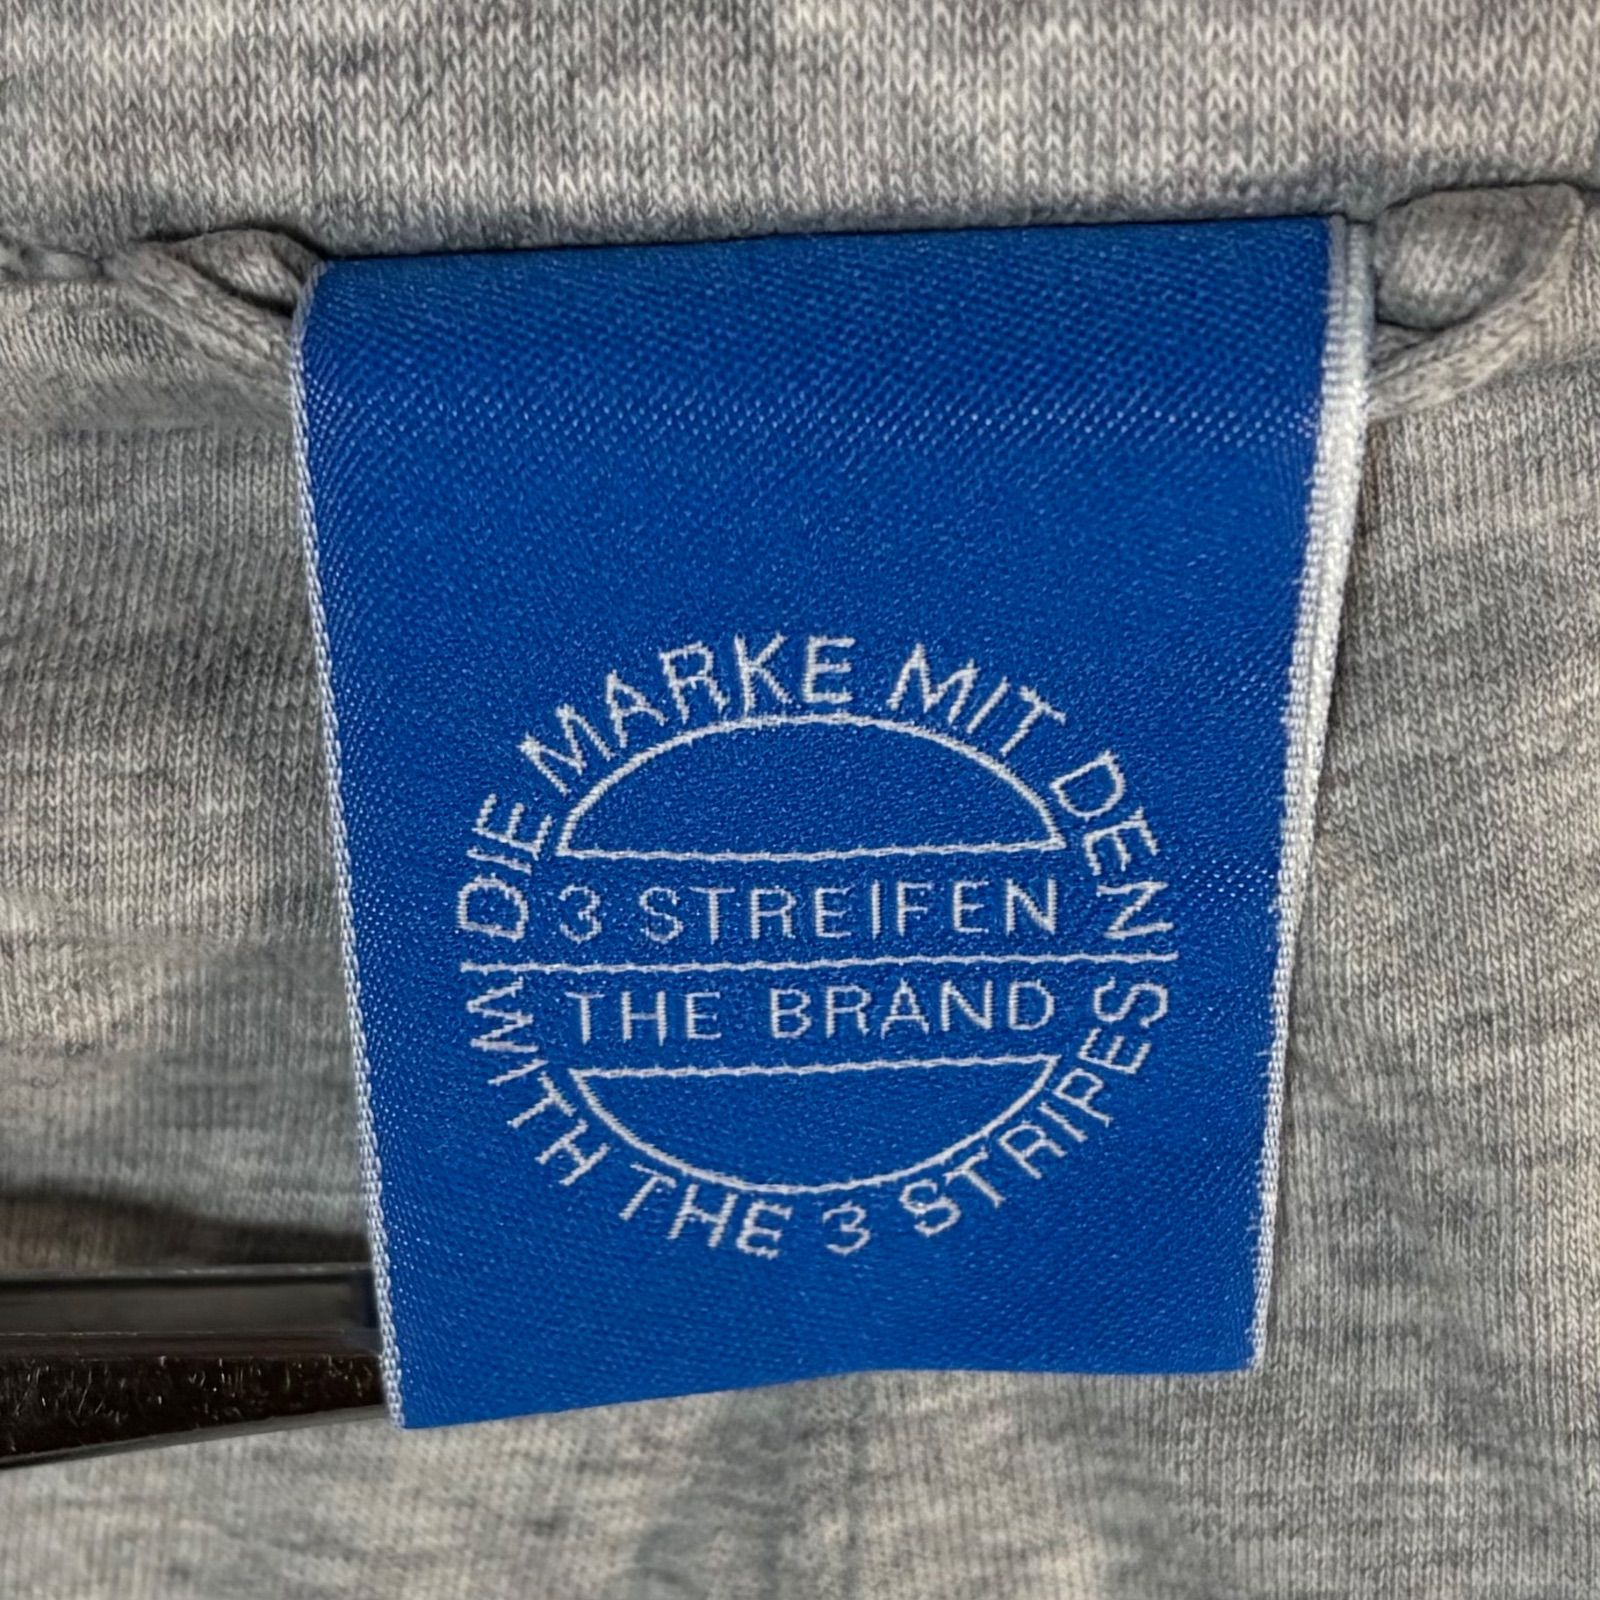 DIE MARKE MIT DEN
3 STREIFEN
THE BRAND
WITH THE 3 STRIPES